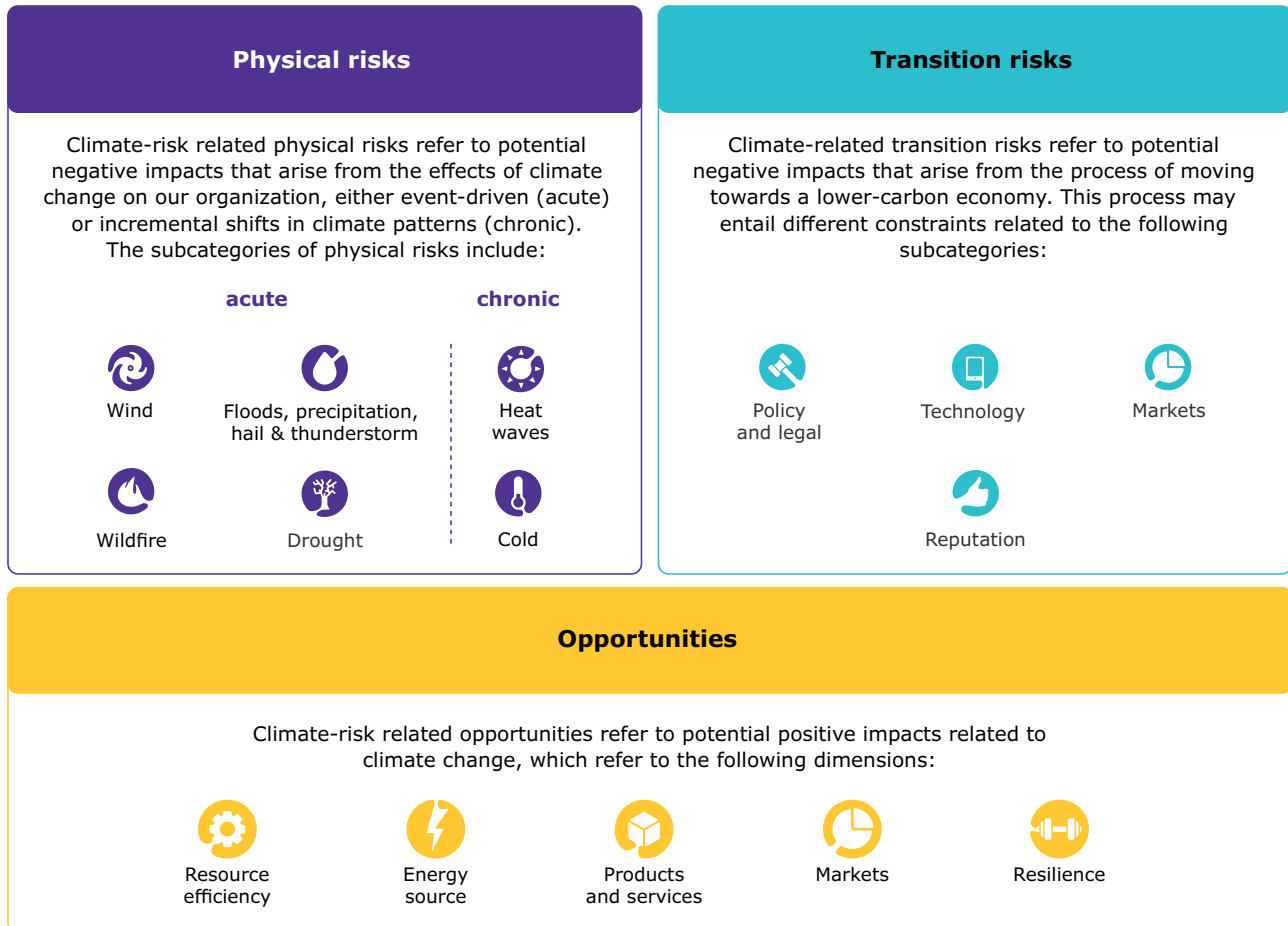 Physical risks
Climate-risk related physical risks refer to potential
negative impacts that arise from the effects of climate
change on our organization, either event-driven (acute)
or incremental shifts in climate patterns (chronic).
The subcategories of physical risks include:
acute
chronic
Wind
Floods, precipitation,
hail & thunderstorm
Heat
waves
Wildfire
Drought
Cold
Transition risks
Climate-related transition risks refer to potential
negative impacts that arise from the process of moving
towards a lower-carbon economy. This process may
entail different constraints related to the following
subcategories:
Policy
and legal
Technology
Markets
Reputation
Opportunities
Climate-risk related opportunities refer to potential positive impacts related to
climate change, which refer to the following dimensions:
Resource
efficiency
Energy
source
Products
and services
Markets
Resilience